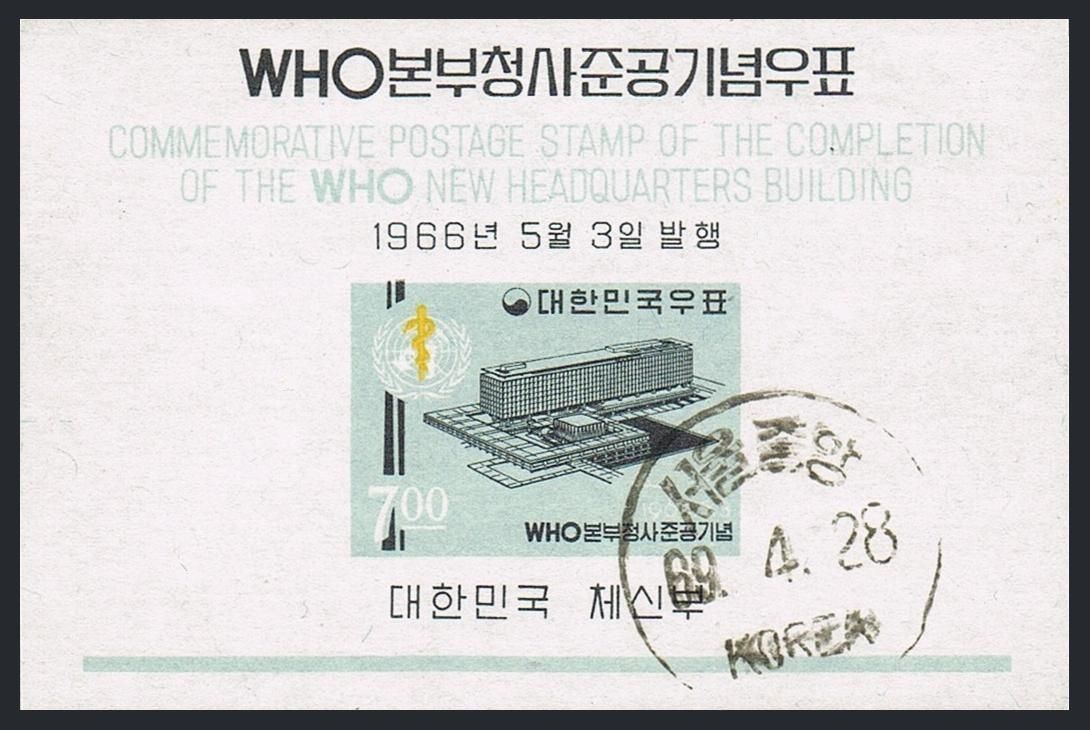 WHO본부청사준공기념우표
COMMEMORATIVE POSTAGE STAMP OF THE COMPLETION
OF THE WHO NEW HEADQUARTERS BUILDING
1966년 5월 3일 발행
대한민국우표
700
WHO본부청사준공기념
대한민국 체신부
서울중앙
69. 4. 28
KOREA